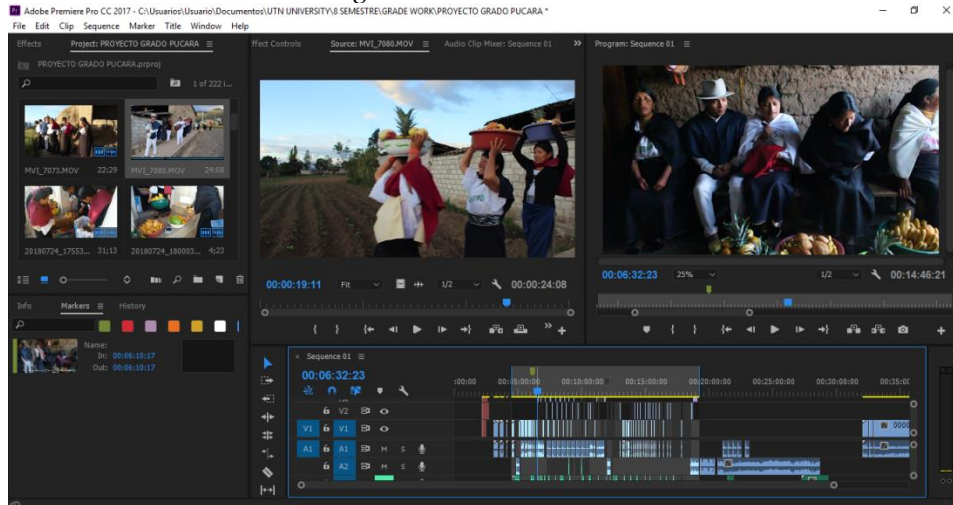 Adobe Premiere Pro CC 2017 - C:\Usuarios\Usuario\Documentos\UTN UNIVERSITY\8 SEMESTRE\GRADE WORK\PROYECTO GRADO PUCARA *
File Edit Clip Sequence Marker Title Window Help
Effects Project: PROYECTO GRADO PUCARA
ffect Controls Source: MVI_7080.MOV Audio Clip Mixer: Sequence 01
Program: Sequence 01
PROYECTO GRADO PUCARA.prproj
1 of 222 i...
MVI_7073.MOV 22:29
MVI_7080.MOV 24:08
20180724_17553... 31:13
20180724_180003... 4;23
00:00:19:11 Fit 1/2 00:00:24:08
00:06:32:23 25% 1/2 00:14:46:21
Info Markers History
Name:
In: 00:06:10:17
Out: 00:06:10:17
Sequence 01
00:06:32:23
:00:00 00:05:00:00 00:10:00:00 00:15:00:00 00:20:00:00 00:25:00:00 00:30:00:00 00:35:00
V2
V1 V1
A1 A1 M S
A2 M S